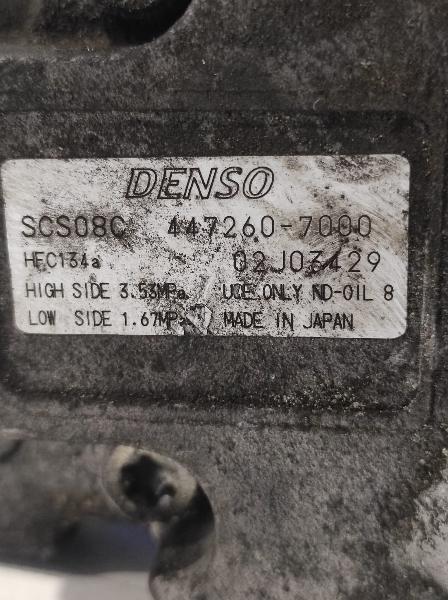 DENSO
SCS08C 447260-7000
HFC134a 02J03429
HIGH SIDE 3.53MPa USE ONLY ND-OIL 8
LOW SIDE 1.67MPa MADE IN JAPAN